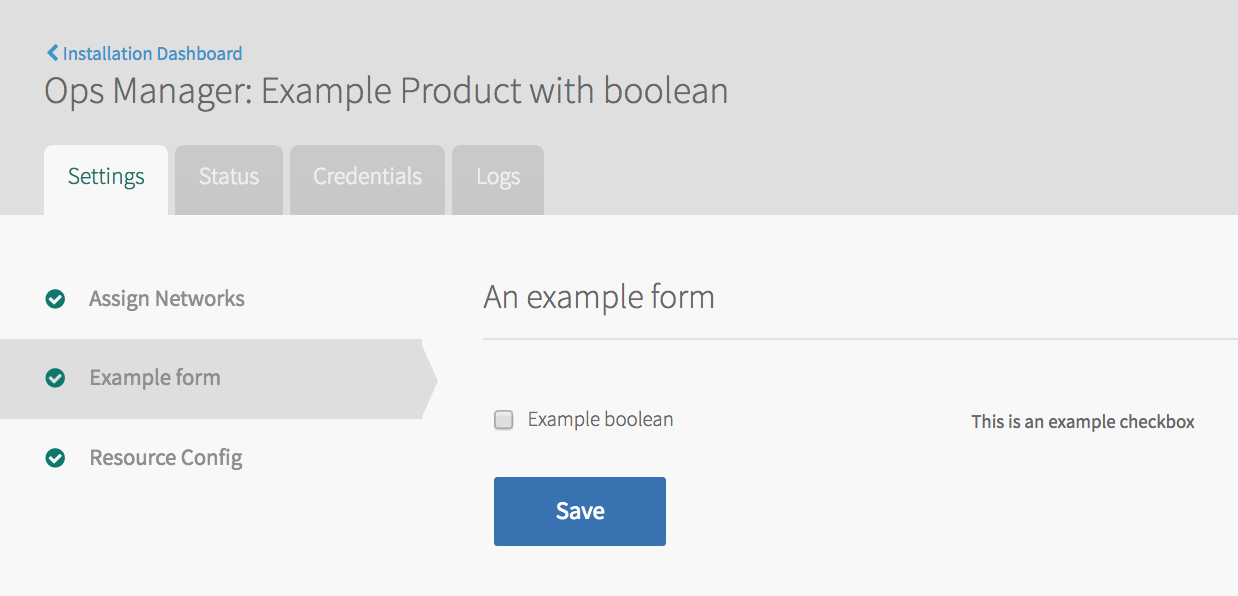 Installation Dashboard
Ops Manager: Example Product with boolean
Settings
Status
Credentials
Logs
Assign Networks
Example form
Resource Config
An example form
Example boolean
This is an example checkbox
Save